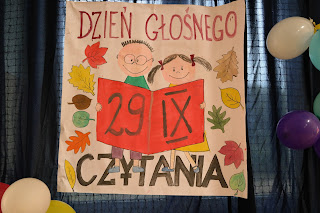 DZIEŃ GŁOŚNEGO
29 IX
CZYTANIA